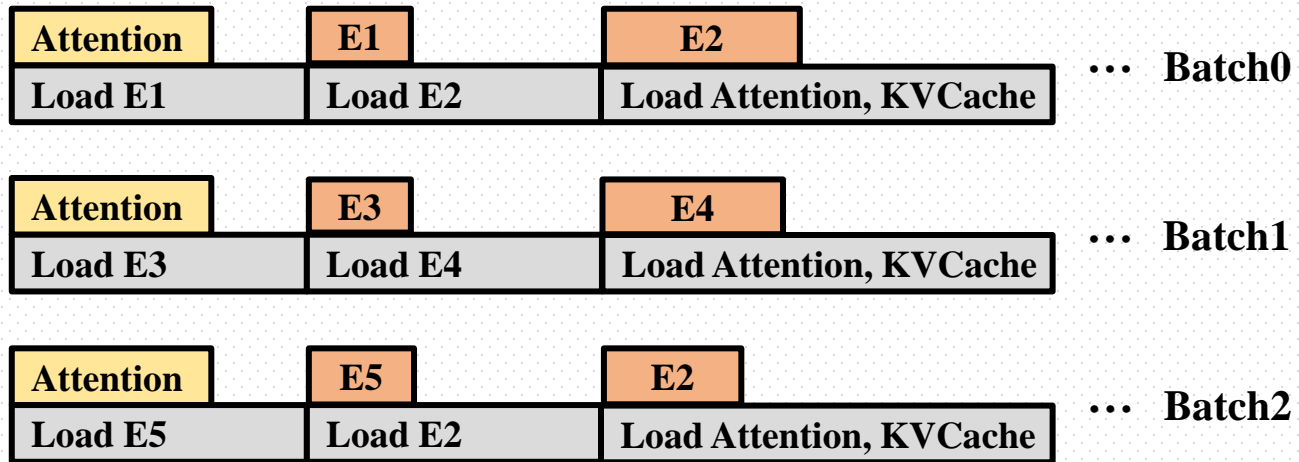 Attention E1 E2
Load E1 Load E2 Load Attention, KVCache ... Batch0
Attention E3 E4
Load E3 Load E4 Load Attention, KVCache ... Batch1
Attention E5 E2
Load E5 Load E2 Load Attention, KVCache ... Batch2